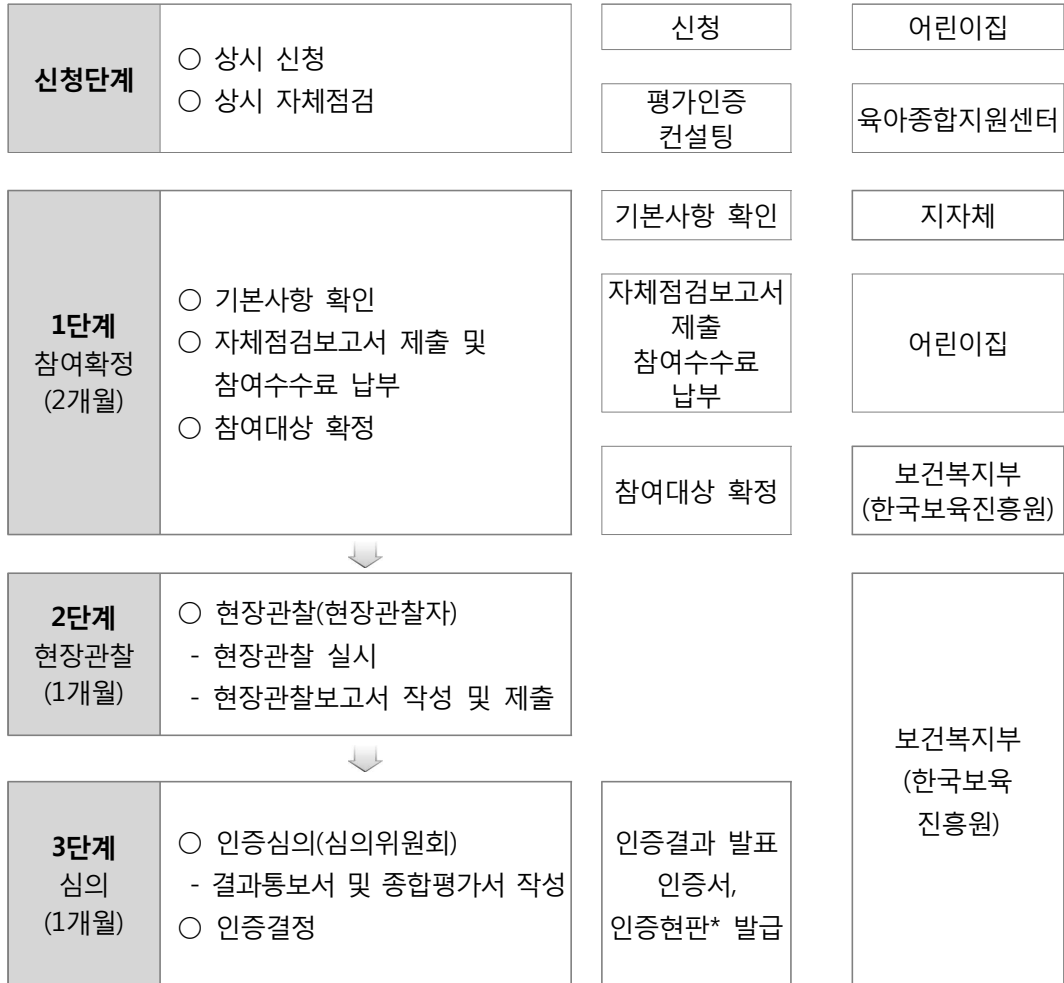 신청단계
○ 상시 신청
○ 상시 자체점검
신청
어린이집
평가인증
컨설팅
육아종합지원센터
1단계
참여확정
(2개월)
○ 기본사항 확인
○ 자체점검보고서 제출 및
참여수수료 납부
○ 참여대상 확정
기본사항 확인
지자체
자체점검보고서
제출
참여수수료
납부
어린이집
참여대상 확정
보건복지부
(한국보육진흥원)
2단계
현장관찰
(1개월)
○ 현장관찰(현장관찰자)
- 현장관찰 실시
- 현장관찰보고서 작성 및 제출
3단계
심의
(1개월)
○ 인증심의(심의위원회)
- 결과통보서 및 종합평가서 작성
○ 인증결정
인증결과 발표
인증서,
인증현판* 발급
보건복지부
(한국보육
진흥원)